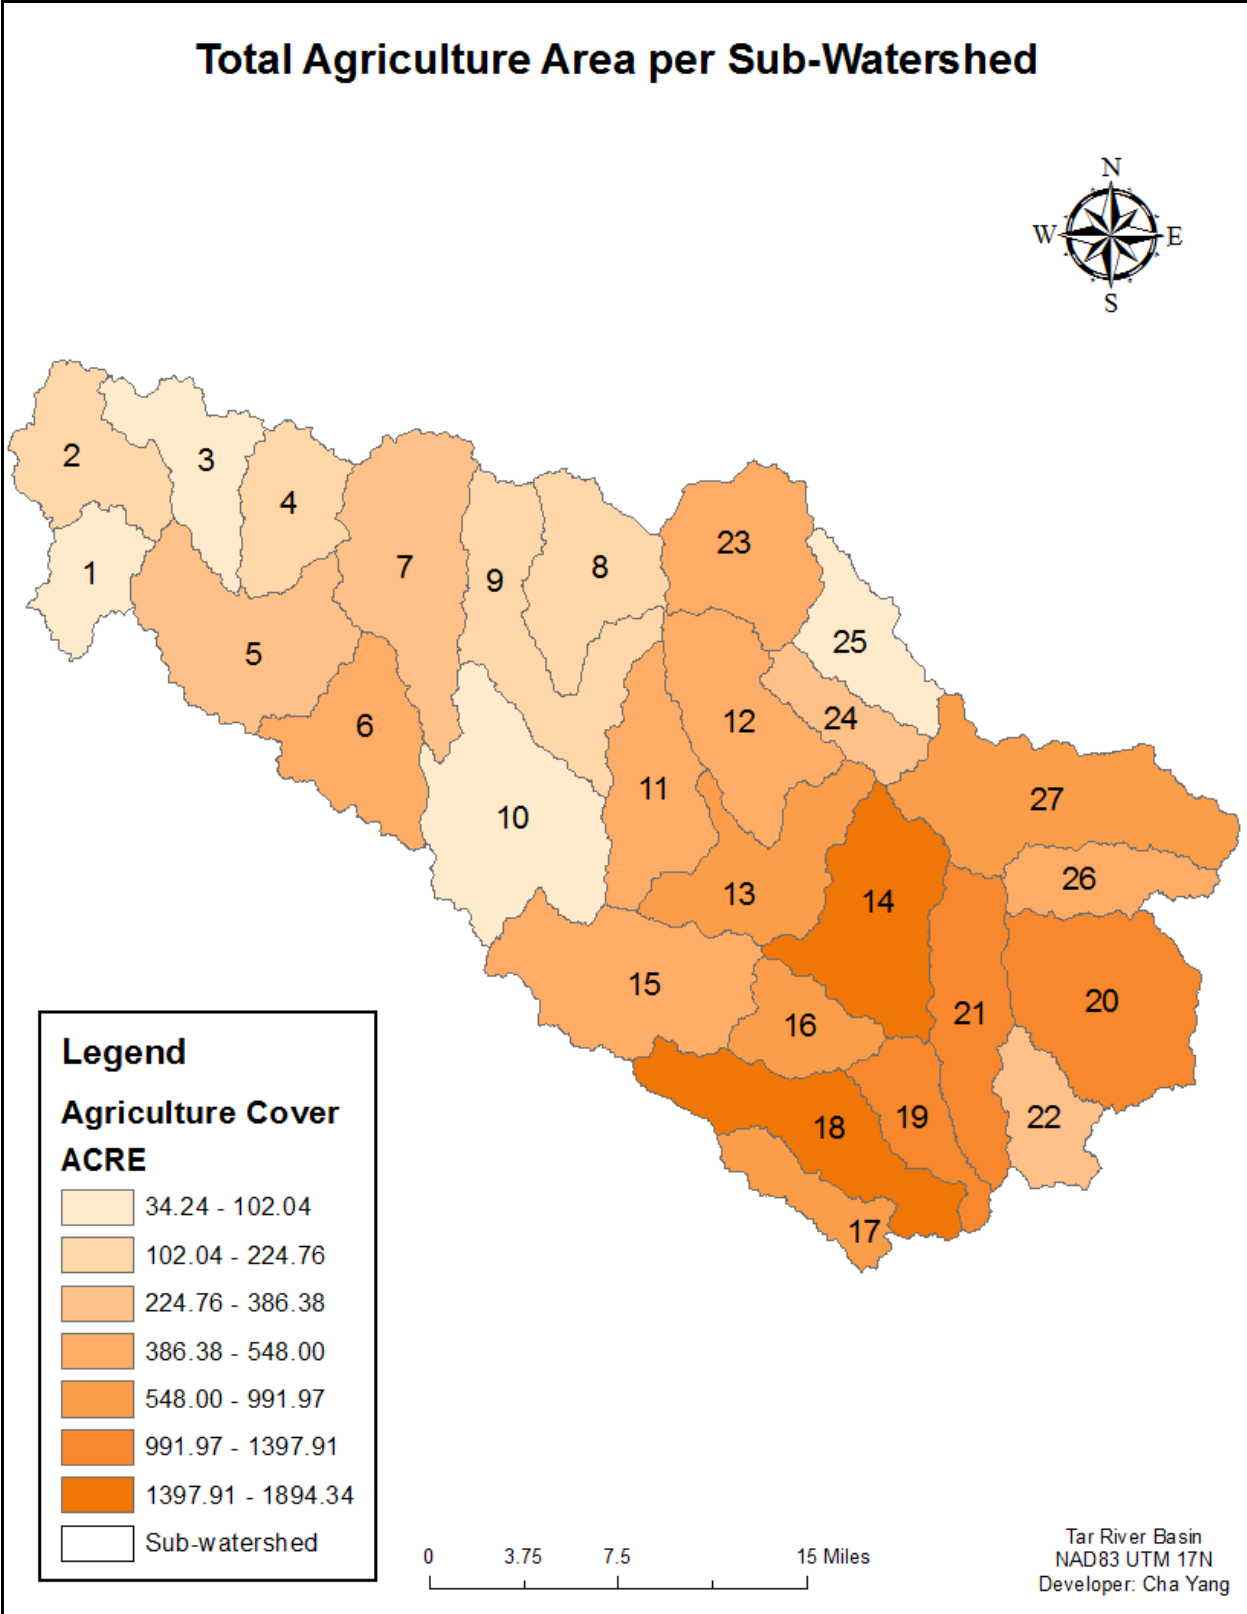 Total Agriculture Area per Sub-Watershed
N
W E
S
2
3
4
1
7
9
8
23
5
25
6
12
24
11
10
27
13
14
26
15
16
21
20
18
19
22
17
Legend
Agriculture Cover
ACRE
34.24 - 102.04
102.04 - 224.76
224.76 - 386.38
386.38 - 548.00
548.00 - 991.97
991.97 - 1397.91
1397.91 - 1894.34
Sub-watershed
0 3.75 7.5 15 Miles
Tar River Basin
NAD83 UTM 17N
Developer: Cha Yang